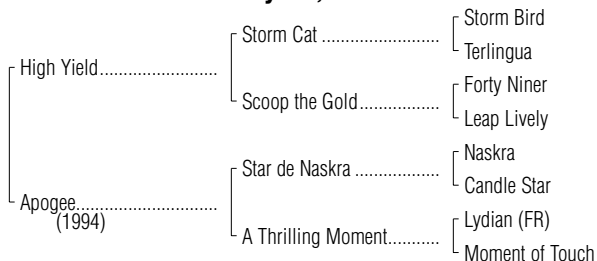 Storm Bird
Storm Cat ........................
Terlingua
High Yield........................
Forty Niner
Scoop the Gold.................
Leap Lively
Naskra
Star de Naskra ..................
Candle Star
Apogee.............................
(1994)
Lydian (FR)
A Thrilling Moment...........
Moment of Touch